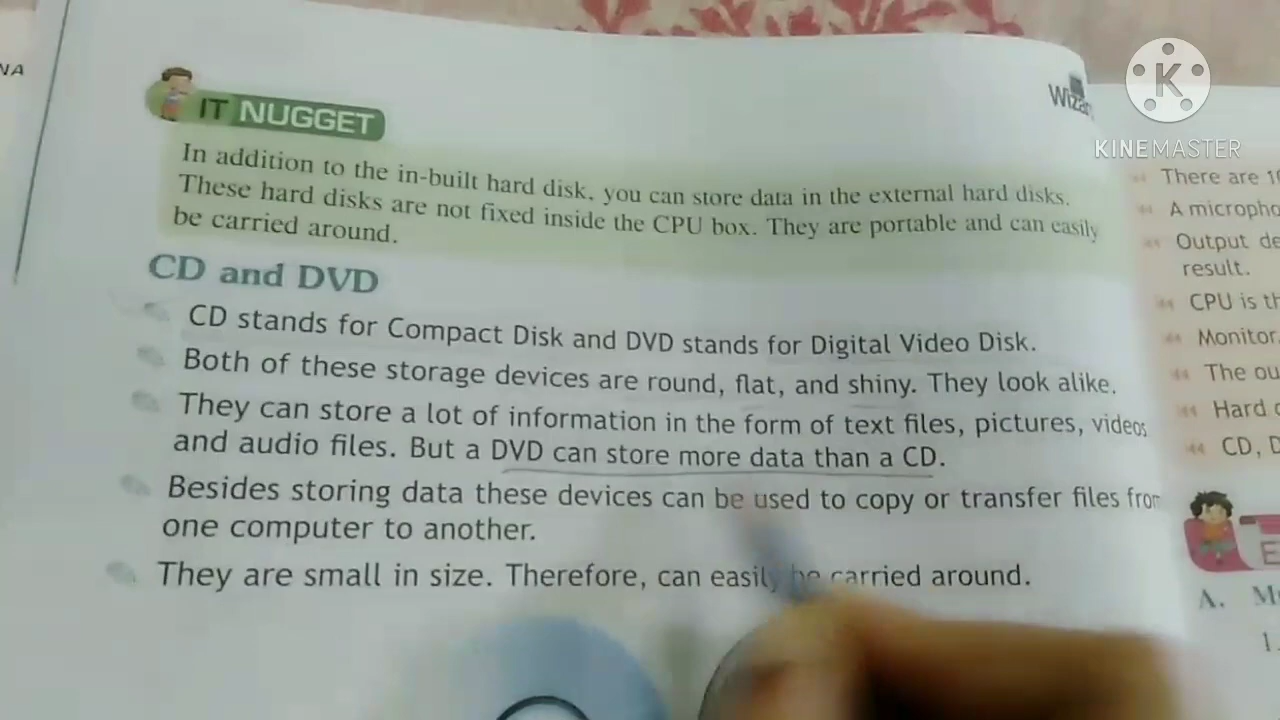 NA
IT NUGGET
Wizar
KINEMASTER
In addition to the in-built hard disk, you can store data in the external hard disks.
These hard disks are not fixed inside the CPU box. They are portable and can easily
be carried around.
CD and DVD
CD stands for Compact Disk and DVD stands for Digital Video Disk.
Both of these storage devices are round, flat, and shiny. They look alike.
They can store a lot of information in the form of text files, pictures, videos
and audio files. But a DVD can store more data than a CD.
Besides storing data these devices can be used to copy or transfer files from
one computer to another.
They are small in size. Therefore, can easily be carried around.
There are 10
A micropho
Output de
result.
CPU is th
Monitor,
The ou
Hard d
CD, D
E
A. M
1.